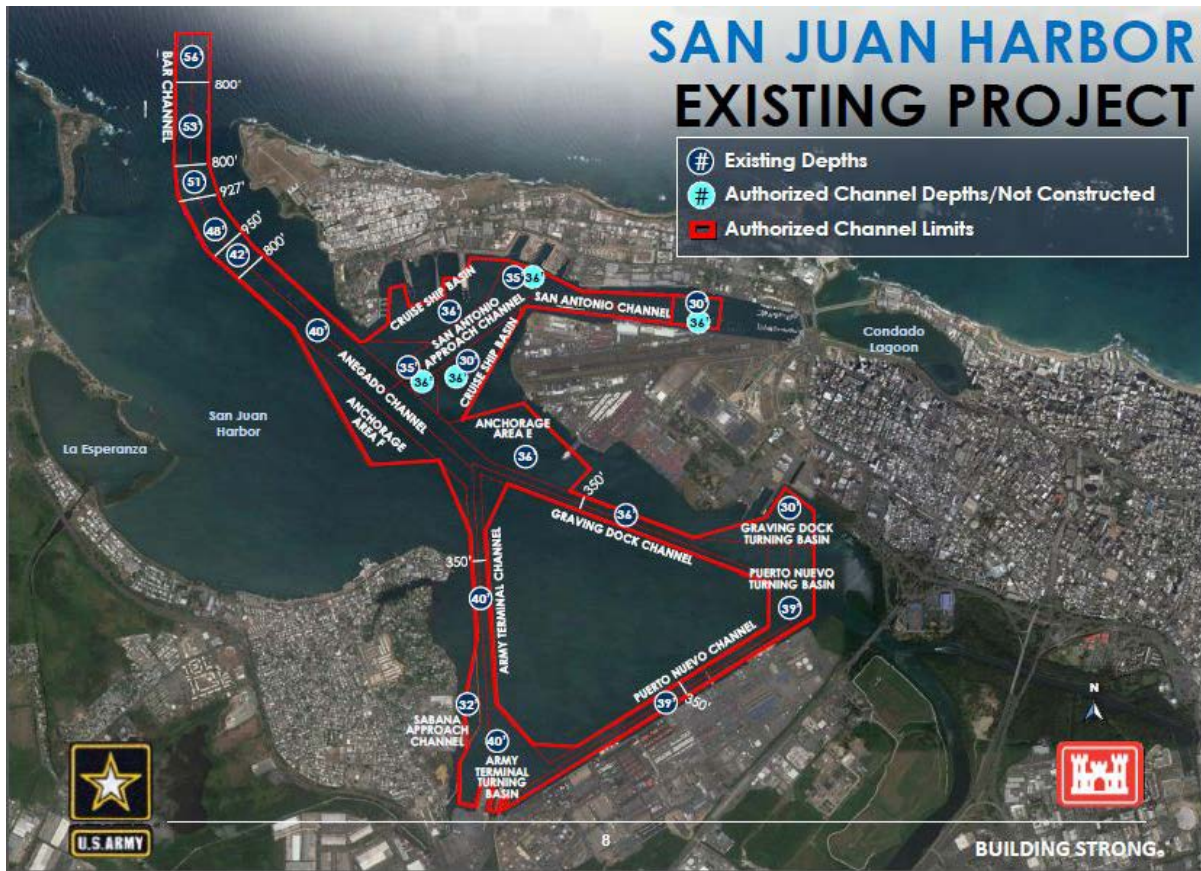 SAN JUAN HARBOR
EXISTING PROJECT
# Existing Depths
# Authorized Channel Depths/Not Constructed
Authorized Channel Limits
BAR CHANNEL
56'
800'
53'
800'
51'
927'
48'
950'
42'
800'
40'
CRUISE SHIP BASIN
36'
35'
36'
SAN ANTONIO
APPROACH CHANNEL
SAN ANTONIO CHANNEL
30'
36'
35'
36'
30'
36'
CRUISE SHIP BASIN
ANEGADO CHANNEL
ANCHORAGE
AREA F
San Juan
Harbor
La Esperanza
Condado
Lagoon
ANCHORAGE
AREA E
36'
350'
36'
GRAVING DOCK CHANNEL
30'
GRAVING DOCK
TURNING BASIN
PUERTO NUEVO
TURNING BASIN
39'
350'
40'
ARMY TERMINAL CHANNEL
PUERTO NUEVO CHANNEL
350'
39'
32'
SABANA
APPROACH
CHANNEL
40'
ARMY
TERMINAL
TURNING
BASIN
N
U.S.ARMY
8
BUILDING STRONG®